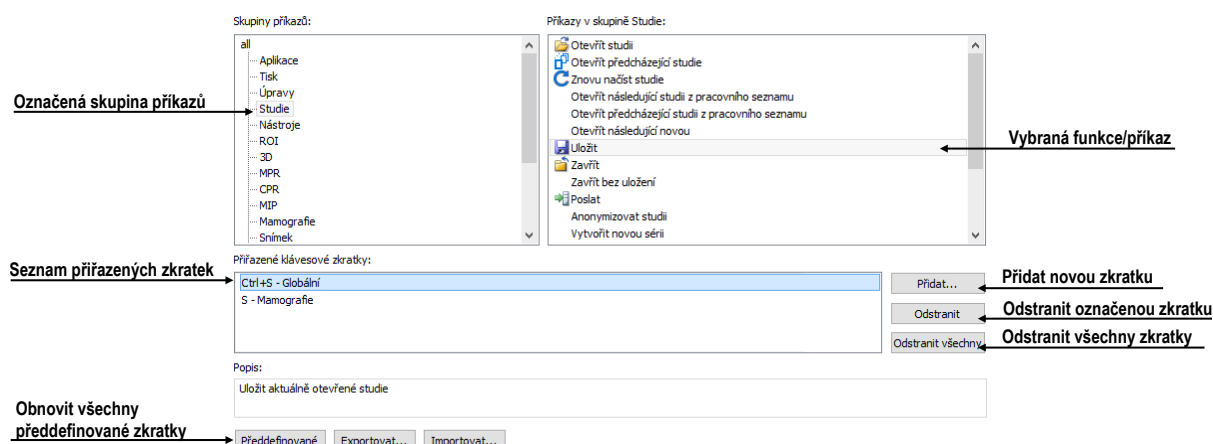 Skupiny příkazů:
Příkazy v skupině Studie:
all
Aplikace
Tisk
Úpravy
Studie
Nástroje
ROI
3D
MPR
CPR
MIP
Mamografie
Snímek
Otevřít studii
Otevřít předcházející studie
Znovu načíst studie
Otevřít následující studii z pracovního seznamu
Otevřít předcházející studii z pracovního seznamu
Otevřít následující novou
Uložit
Zavřít
Zavřít bez uložení
Poslat
Anonymizovat studii
Vytvořit novou sérii
Označená skupina příkazů
Vybraná funkce/příkaz
Přiřazené klávesové zkratky:
Seznam přiřazených zkratek
Ctrl+S - Globální
S - Mamografie
Přidat...
Přidat novou zkratku
Odstranit
Odstranit označenou zkratku
Odstranit všechny
Odstranit všechny zkratky
Popis:
Uložit aktuálně otevřené studie
Obnovit všechny
předdefinované zkratky
Předdefinované
Exportovat...
Importovat...